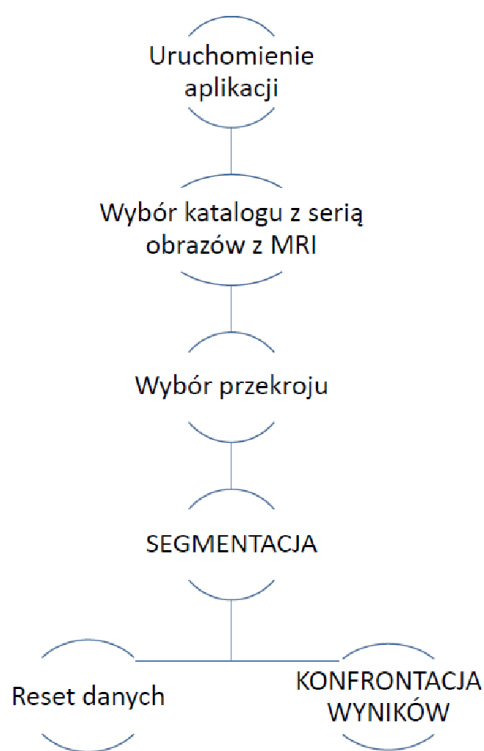 Uruchomienie
aplikacji
Wybór katalogu z serią
obrazów z MRI
Wybór przekroju
SEGMENTACJA
Reset danych
KONFRONTACJA
WYNIKÓW